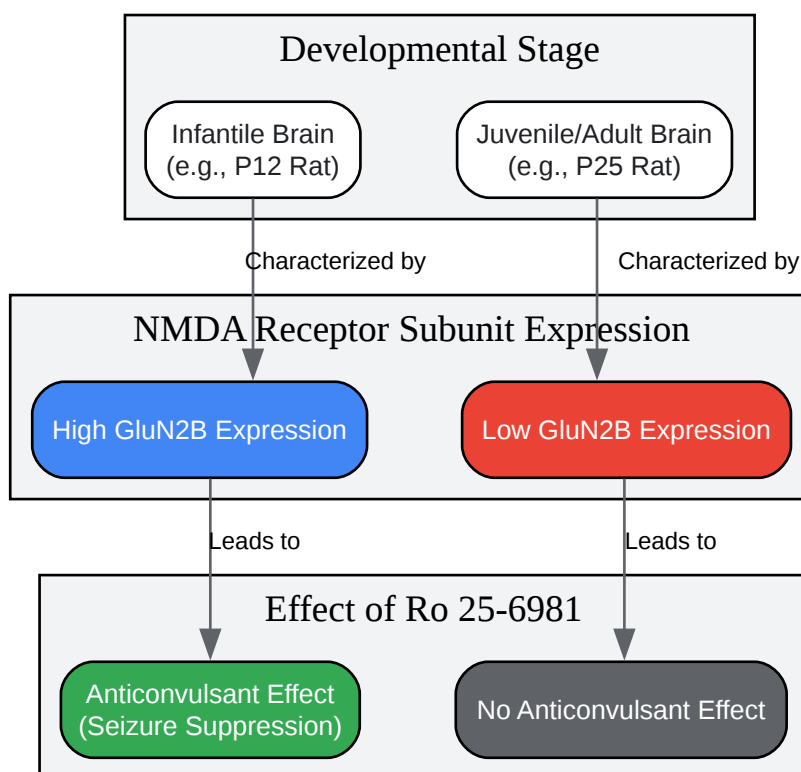 Developmental Stage
Infantile Brain
(e.g., P12 Rat)
Juvenile/Adult Brain
(e.g., P25 Rat)
Characterized by
Characterized by
NMDA Receptor Subunit Expression
High GluN2B Expression
Low GluN2B Expression
Leads to
Leads to
Effect of Ro 25-6981
Anticonvulsant Effect
(Seizure Suppression)
No Anticonvulsant Effect